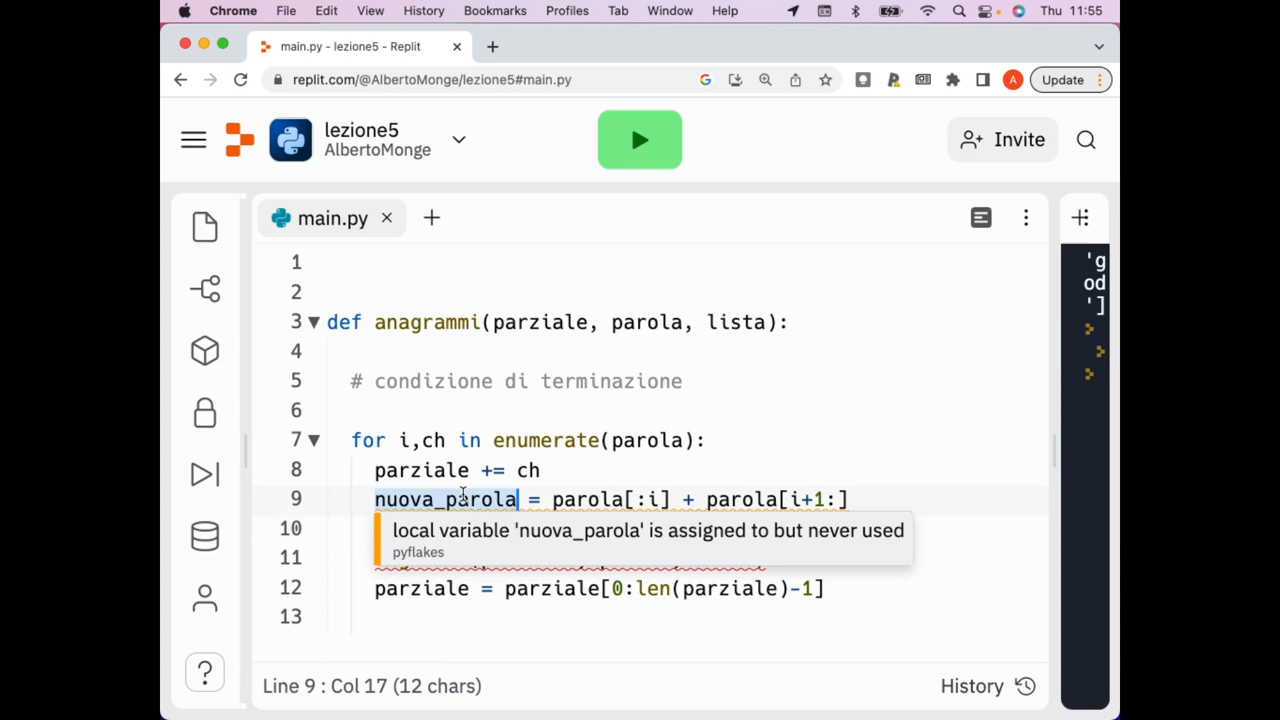 Chrome File Edit View History Bookmarks Profiles Tab Window Help Thu 11:55
main.py - lezione5 - Replit
replit.com/@AlbertoMonge/lezione5#main.py A Update
lezione5
AlbertoMonge
Invite
main.py
1
2
3 def anagrammi(parziale, parola, lista):
4
5 # condizione di terminazione
6
7 for i,ch in enumerate(parola):
8 parziale += ch
9 nuova_parola = parola[:i] + parola[i+1:]
10
local variable 'nuova_parola' is assigned to but never used
pyflakes
11
12 parziale = parziale[0:len(parziale)-1]
13
'g
od
']
Line 9 : Col 17 (12 chars)
History